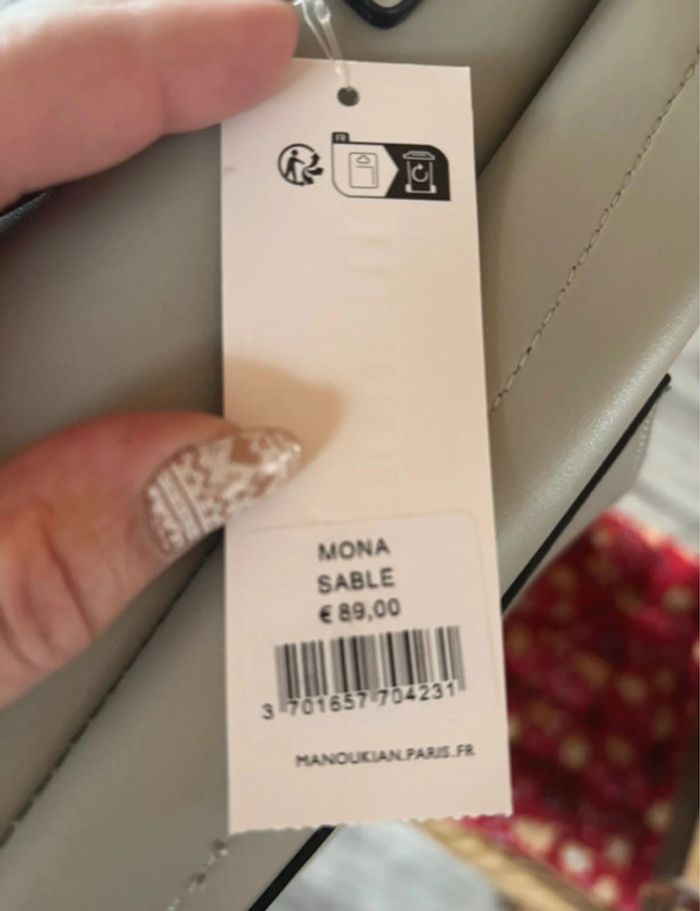 FR
MONA
SABLE
€ 89,00
3 701657 704231
MANOUKIAN.PARIS.FR